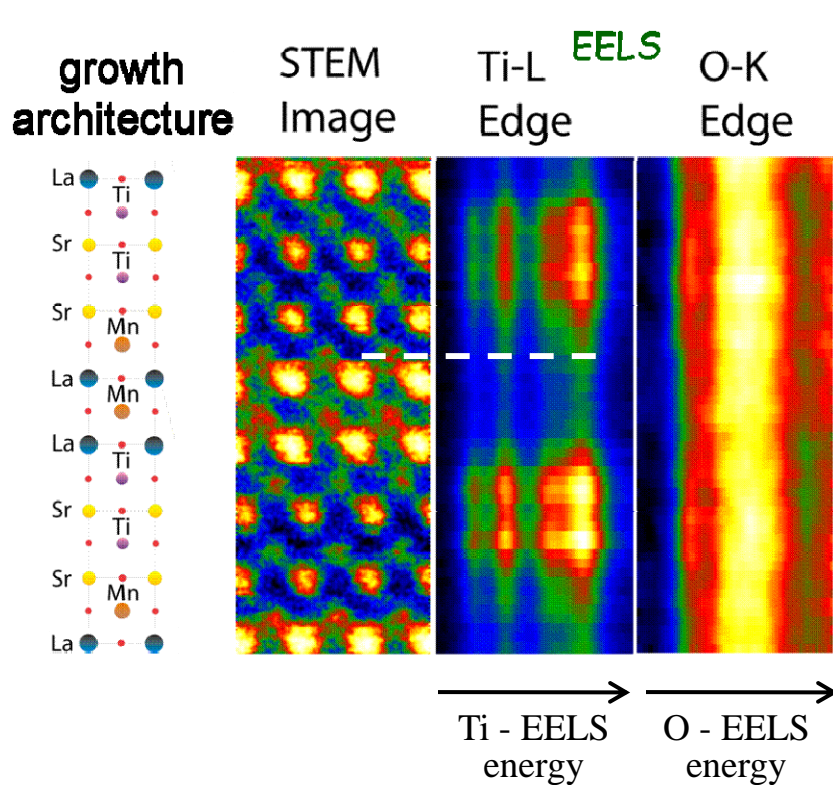 growth
architecture
STEM
Image
EELS
Ti-L
Edge
O-K
Edge
La
Ti
Sr
Ti
Sr
Mn
La
Mn
La
Ti
Sr
Ti
Sr
Mn
La
Ti - EELS
energy
O - EELS
energy